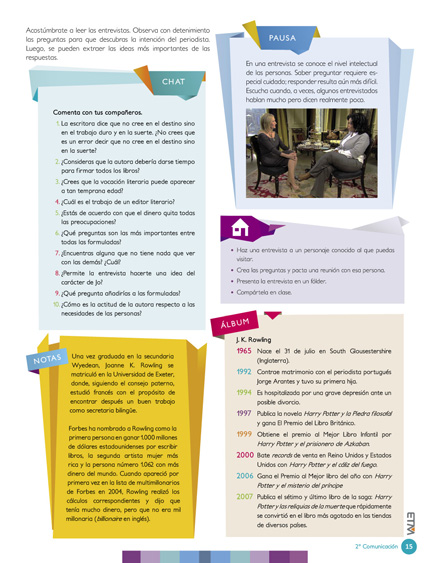 Acostúmbrate a leer las entrevistas. Observa con detenimiento
las preguntas para que descubras la intención del periodista.
Luego, se pueden extraer las ideas más importantes de las
respuestas.
CHAT
Comenta con tus compañeros.
1. La escritora dice que no cree en el destino sino
en el trabajo duro y en la suerte. ¿No crees que
es un error decir que no cree en el destino sino
en la suerte?
2. ¿Consideras que la autora debería darse tiempo
para firmar todos los libros?
3. ¿Crees que la vocación literaria puede aparecer
a tan temprana edad?
4. ¿Cuál es el trabajo de un editor literario?
5. ¿Estás de acuerdo con que el dinero quita todas
las preocupaciones?
6. ¿Qué preguntas son las más importantes entre
todas las formuladas?
7. ¿Encuentras alguna que no tiene nada que ver
con las demás? ¿Cuál?
8. ¿Permite la entrevista hacerte una idea del
carácter de Jo?
9. ¿Qué pregunta añadirías a las formuladas?
10. ¿Cómo es la actitud de la autora respecto a las
necesidades de las personas?
NOTAS
Una vez graduada en la secundaria
Wyedean, Joanne K. Rowling se
matriculó en la Universidad de Exeter,
donde, siguiendo el consejo paterno,
estudió francés con el propósito de
encontrar después un buen trabajo
como secretaria bilingüe.
Forbes ha nombrado a Rowling como la
primera persona en ganar 1.000 millones
de dólares estadounidenses por escribir
libros, la segunda artista mujer más
rica y la persona número 1.062 con más
dinero del mundo. Cuando apareció por
primera vez en la lista de multimillonarios
de Forbes en 2004, Rowling realizó los
cálculos correspondientes y dijo que
tenía mucho dinero, pero que no era mil
millonaria (billionaire en inglés).
PAUSA
En una entrevista se conoce el nivel intelectual
de las personas. Saber preguntar requiere es-
pecial cuidado; responder resulta aún más difícil.
Escucha cuando, a veces, algunos entrevistados
hablan mucho pero dicen realmente poco.
• Haz una entrevista a un personaje conocido al que puedas
visitar.
• Crea las preguntas y pacta una reunión con esa persona.
• Presenta la entrevista en un fólder.
• Compártela en clase.
ÁLBUM
J. K. Rowling
1965 Nace el 31 de julio en South Gloucestershire
(Inglaterra).
1992 Contrae matrimonio con el periodista portugués
Jorge Arantes y tuvo su primera hija.
1994 Es hospitalizada por una grave depresión ante un
posible divorcio.
1997 Publica la novela Harry Potter y la Piedra filosofal
y gana El Premio del Libro Británico.
1999 Obtiene el premio al Mejor Libro Infantil por
Harry Potter y el prisionero de Azkaban.
2000 Bate records de venta en Reino Unidos y Estados
Unidos con Harry Potter y el cáliz del fuego.
2006 Gana el Premio al Mejor libro del año con Harry
Potter y el misterio del príncipe
2007 Publica el sétimo y último libro de la saga: Harry
Potter y las reliquias de la muerte que rápidamente
se convirtió en el libro más agotado en las tiendas
de diversos países.
2° Comunicación 15